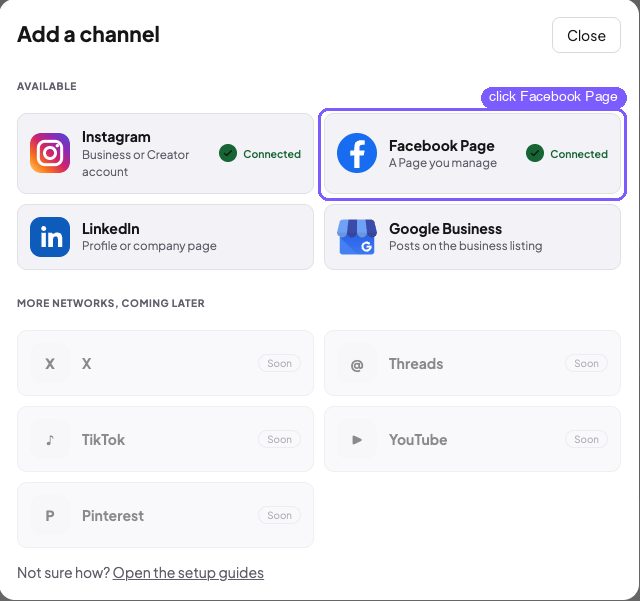 Add a channel
Close
AVAILABLE
click Facebook Page
Instagram
Business or Creator
account
Connected
Facebook Page
A Page you manage
Connected
in
LinkedIn
Profile or company page
G
Google Business
Posts on the business listing
MORE NETWORKS, COMING LATER
X
X
Soon
@
Threads
Soon
♪
TikTok
Soon
▶
YouTube
Soon
P
Pinterest
Soon
Not sure how? Open the setup guides